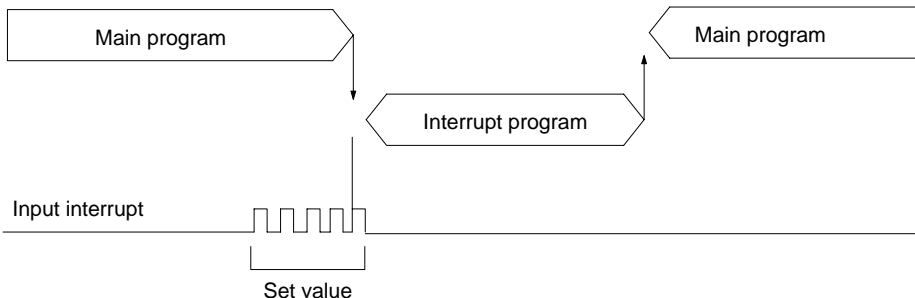 Main program
Main program
Interrupt program
Input interrupt
Set value